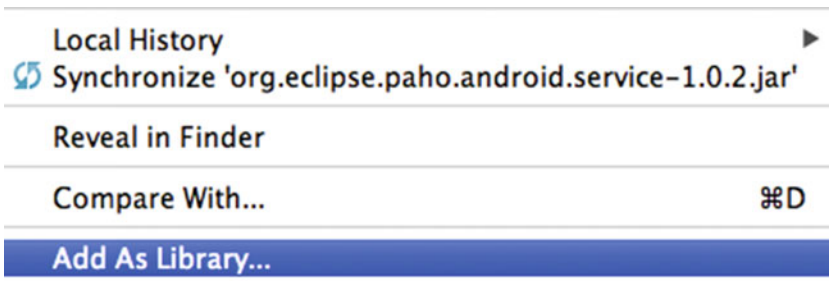 Local History
Synchronize 'org.eclipse.paho.android.service-1.0.2.jar'
Reveal in Finder
Compare With... ⌘D
Add As Library...